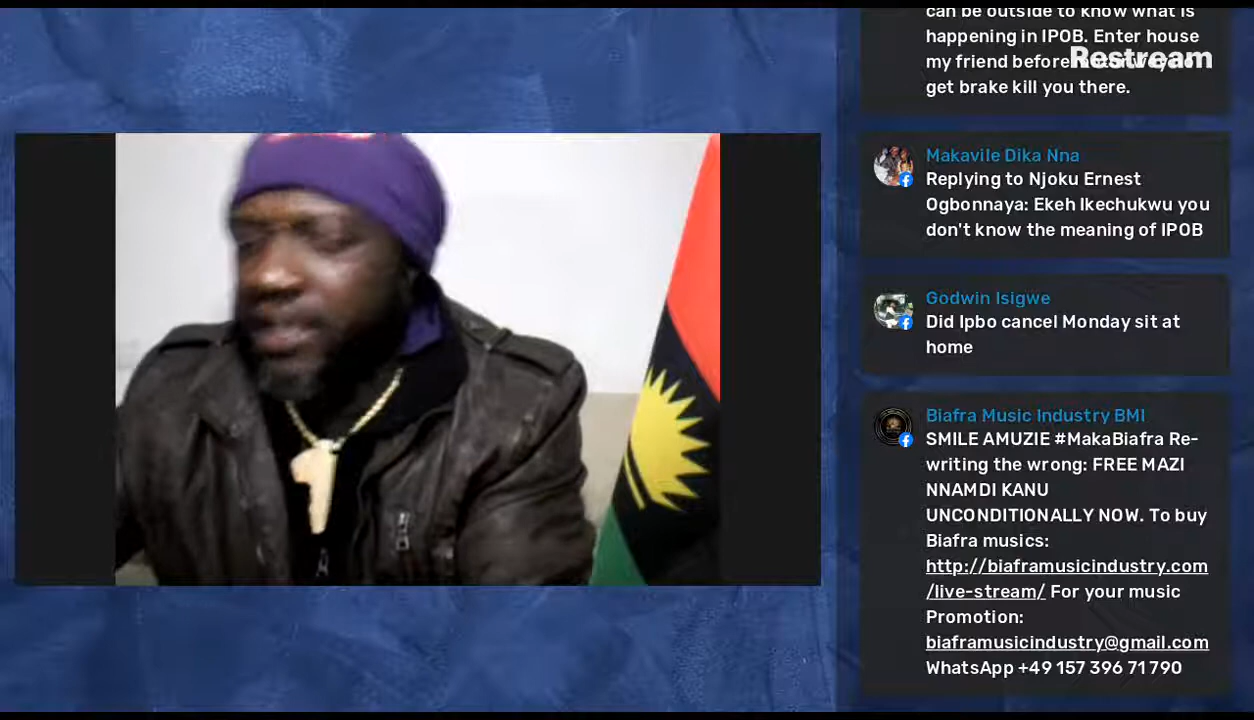 can be outside to know what is
happening in IPOB. Enter house
Restream
my friend before
get brake kill you there.
Makavile Dika Nna
Replying to Njoku Ernest
Ogbonnaya: Ekeh Ikechukwu you
don't know the meaning of IPOB
Godwin Isigwe
Did Ipbo cancel Monday sit at
home
Biafra Music Industry BMI
SMILE AMUZIE #MakaBiafra Re-
writing the wrong: FREE MAZI
NNAMDI KANU
UNCONDITIONALLY NOW. To buy
Biafra musics:
http://biaframusicindustry.com
/live-stream/ For your music
Promotion:
biaframusicindustry@gmail.com
WhatsApp +49 157 396 71 790